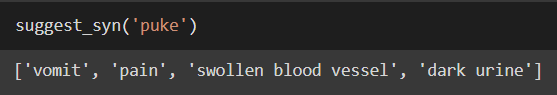 suggest_syn('puke')
['vomit', 'pain', 'swollen blood vessel', 'dark urine']